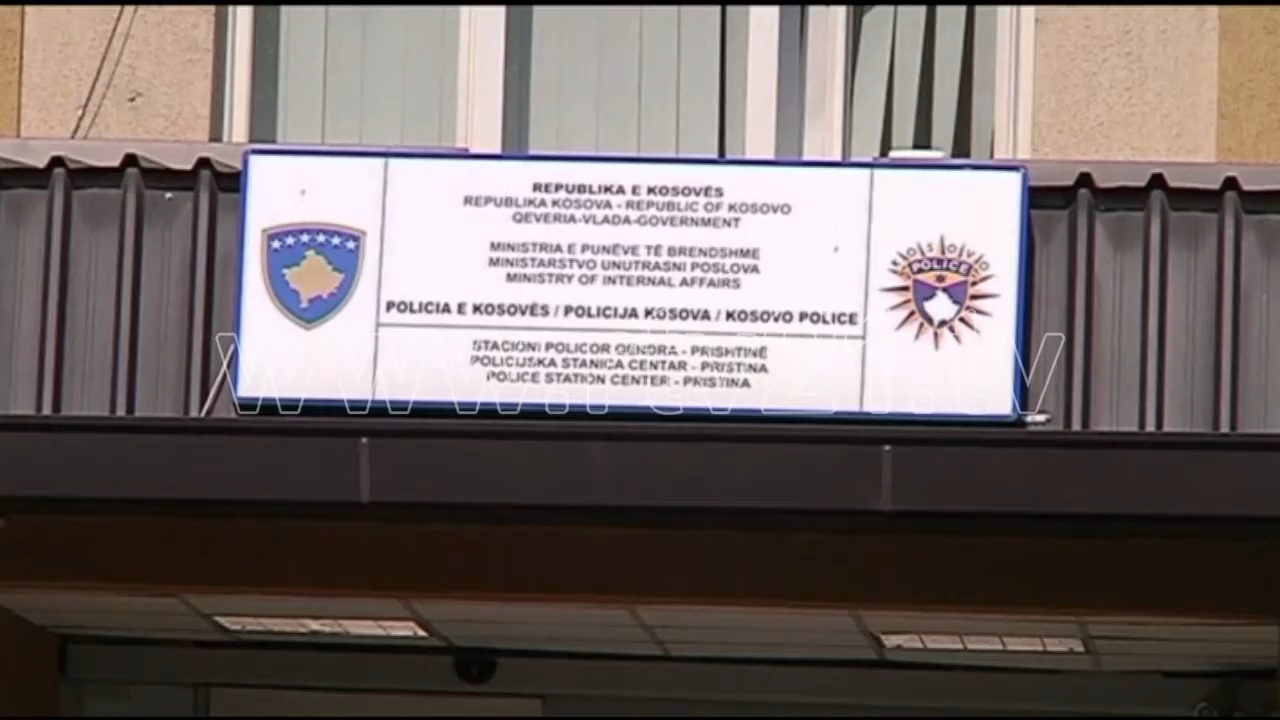 REPUBLIKA E KOSOVËS
REPUBLIKA KOSOVA - REPUBLIC OF KOSOVO
QEVERIA-VLADA-GOVERNMENT
MINISTRIA E PUNËVE TË BRENDSHME
MINISTARSTVO UNUTRASNI POSLOVA
MINISTRY OF INTERNAL AFFAIRS
POLICIA E KOSOVËS / POLICIJA KOSOVA / KOSOVO POLICE
STACIONI POLICOR QENDRA - PRISHTINË
POLICIJSKA STANICA CENTAR - PRISTINA
POLICE STATION CENTER - PRISTINA
KOSOVO
POLICE